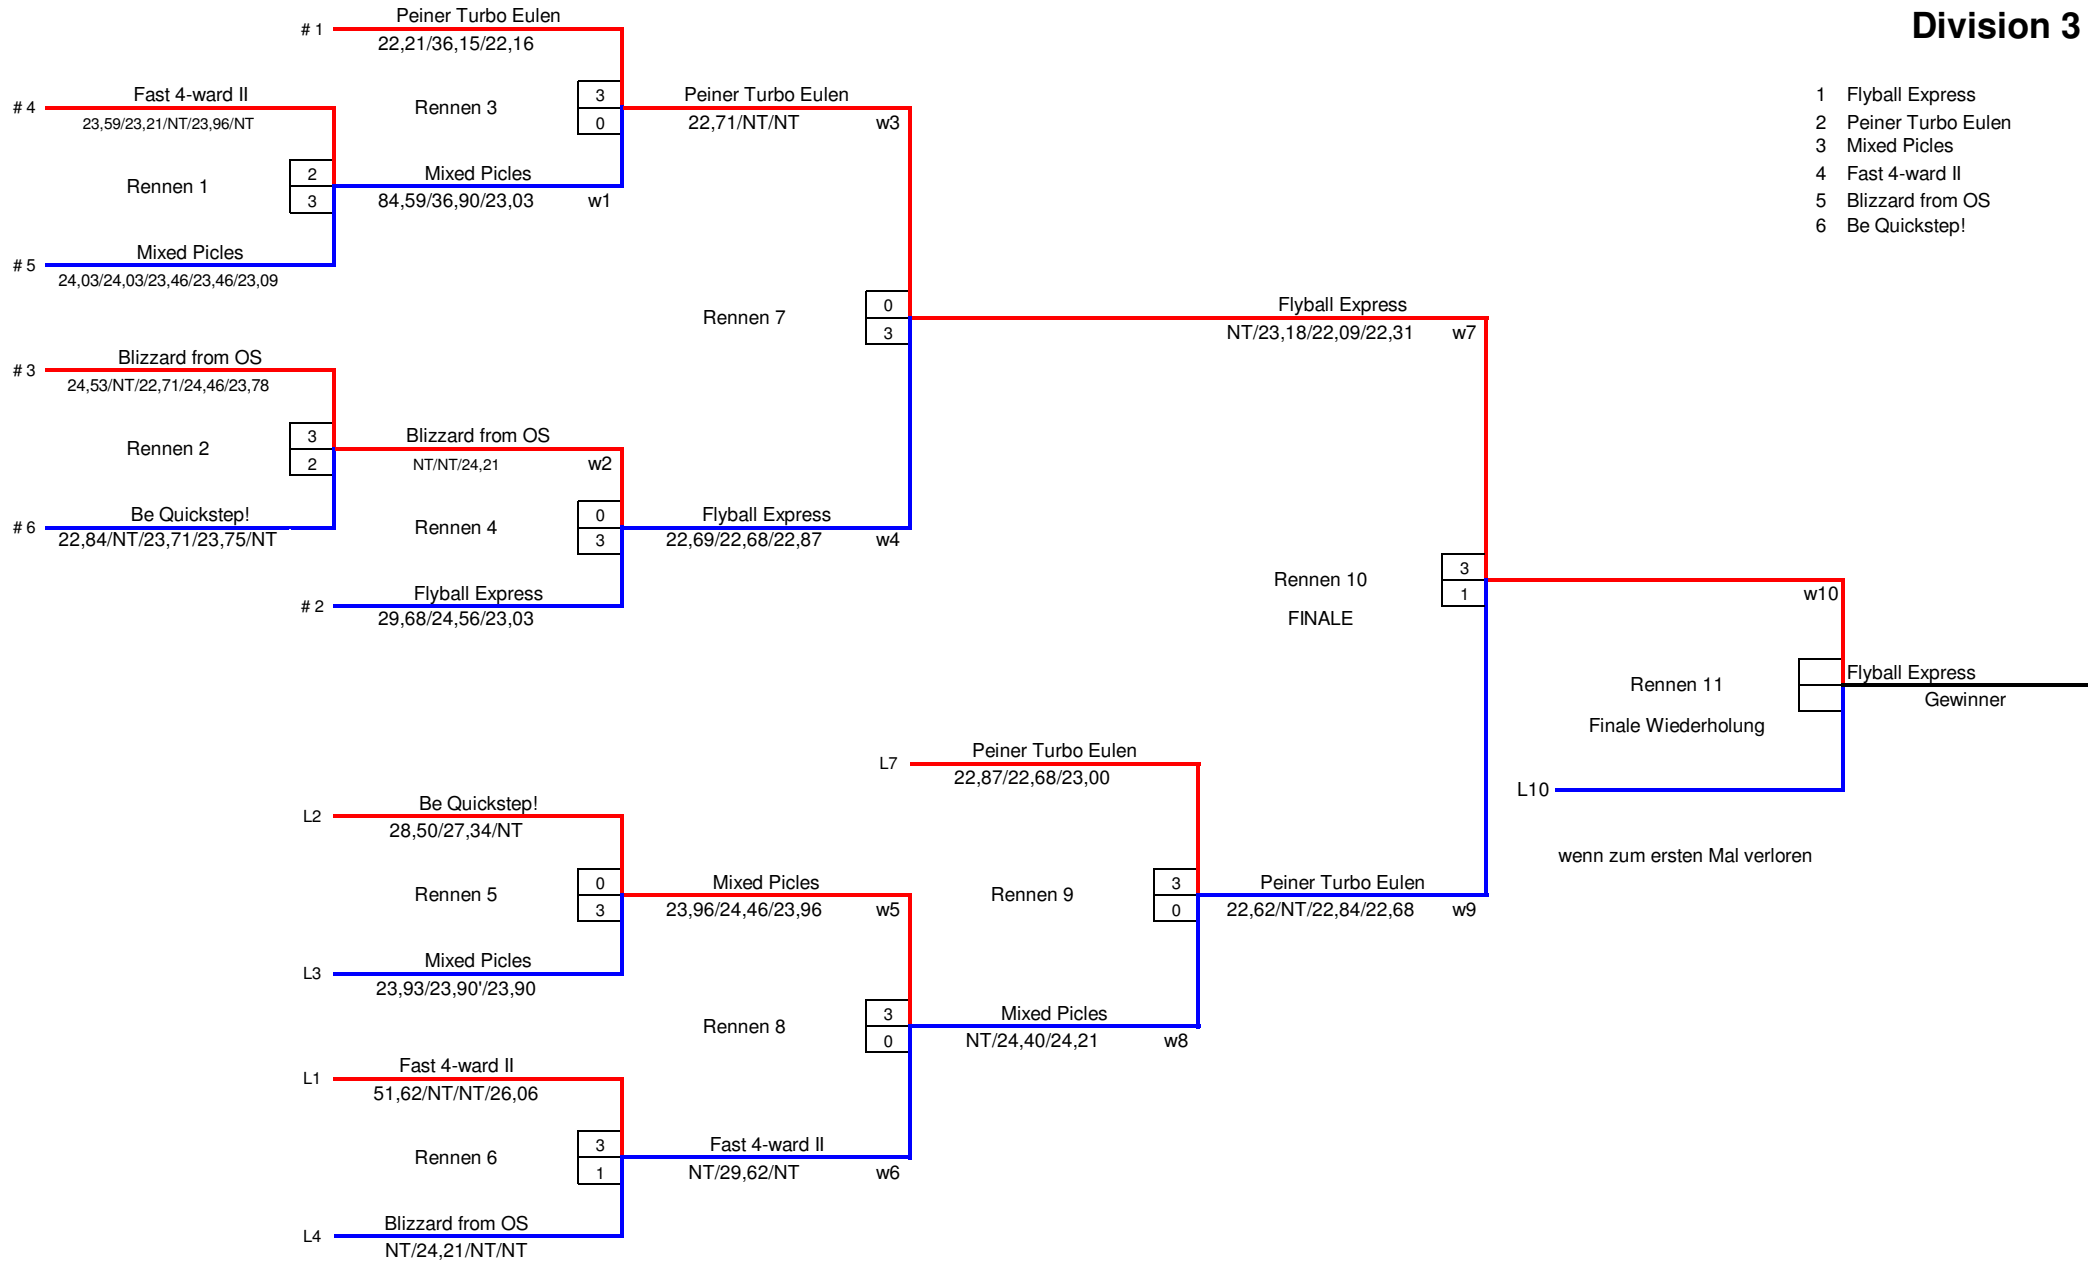 Division 3
1 Flyball Express
2 Peiner Turbo Eulen
3 Mixed Picles
4 Fast 4-ward II
5 Blizzard from OS
6 Be Quickstep!
# 1
Peiner Turbo Eulen
22,21/36,15/22,16
# 4
Fast 4-ward II
23,59/23,21/NT/23,96/NT
Rennen 3
3
0
Peiner Turbo Eulen
22,71/NT/NT
w3
Rennen 1
2
3
Mixed Picles
84,59/36,90/23,03
w1
# 5
Mixed Picles
24,03/24,03/23,46/23,46/23,09
Rennen 7
0
3
Flyball Express
NT/23,18/22,09/22,31
w7
# 3
Blizzard from OS
24,53/NT/22,71/24,46/23,78
Rennen 2
3
2
Blizzard from OS
NT/NT/24,21
w2
# 6
Be Quickstep!
22,84/NT/23,71/23,75/NT
Rennen 4
0
3
Flyball Express
22,69/22,68/22,87
w4
# 2
Flyball Express
29,68/24,56/23,03
Rennen 10
FINALE
3
1
w10
Rennen 11
Finale Wiederholung
Flyball Express
Gewinner
L10
wenn zum ersten Mal verloren
L7
Peiner Turbo Eulen
22,87/22,68/23,00
L2
Be Quickstep!
28,50/27,34/NT
Rennen 5
0
3
Mixed Picles
23,96/24,46/23,96
w5
Rennen 9
3
0
Peiner Turbo Eulen
22,62/NT/22,84/22,68
w9
L3
Mixed Picles
23,93/23,90'/23,90
Rennen 8
3
0
Mixed Picles
NT/24,40/24,21
w8
L1
Fast 4-ward II
51,62/NT/NT/26,06
Rennen 6
3
1
Fast 4-ward II
NT/29,62/NT
w6
L4
Blizzard from OS
NT/24,21/NT/NT